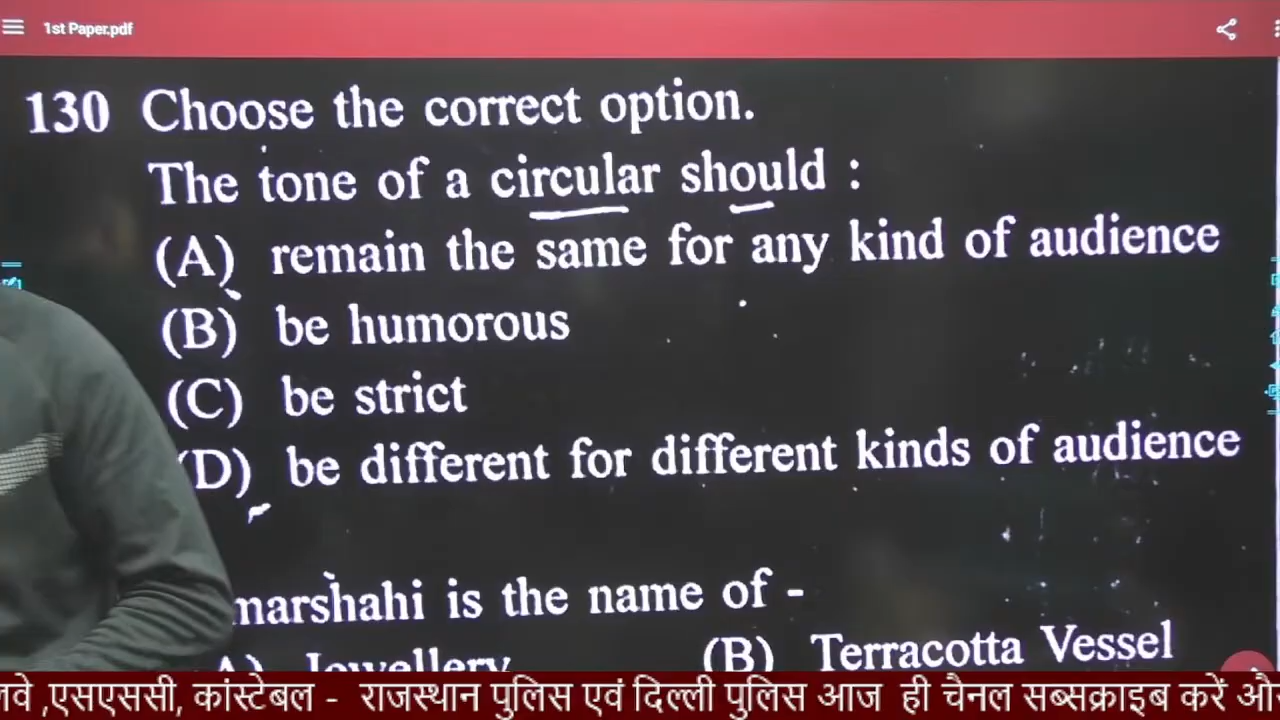 1st Paper.pdf
130 Choose the correct option.
The tone of a circular should :
(A) remain the same for any kind of audience
(B) be humorous
(C) be strict
(D) be different for different kinds of audience
marshahi is the name of -
(A) Jewellery (B) Terracotta Vessel
,एसएससी, कांस्टेबल - राजस्थान पुलिस एवं दिल्ली पुलिस आज ही चैनल सब्सक्राइब करें